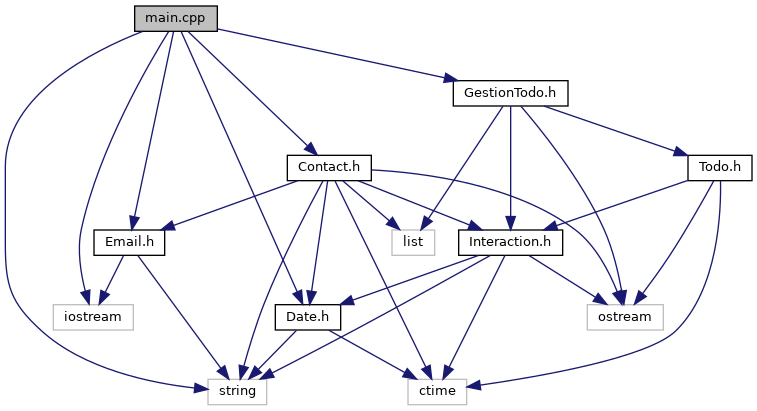 main.cpp
GestionTodo.h
Contact.h
Todo.h
Email.h
list
Interaction.h
iostream
Date.h
ostream
string
ctime